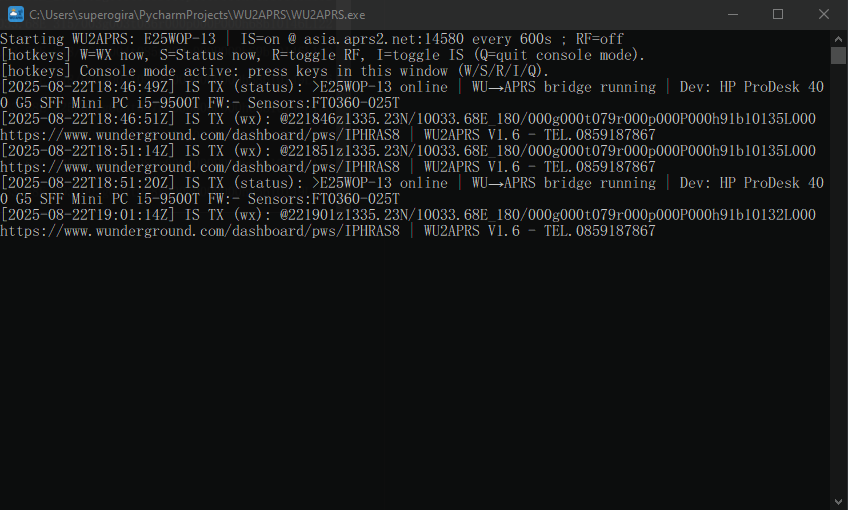 C:\Users\superogira\PycharmProjects\WU2APRS\WU2APRS.exe
Starting WU2APRS: E25WOP-13 | IS=on @ asia.aprs2.net:14580 every 600s ; RF=off
[hotkeys] W=WX now, S=Status now, R=toggle RF, I=toggle IS (Q=quit console mode).
[hotkeys] Console mode active: press keys in this window (W/S/R/I/Q).
[2025-08-22T18:46:49Z] IS TX (status): >E25WOP-13 online | WU→APRS bridge running | Dev: HP ProDesk 40
0 G5 SFF Mini PC i5-9500T FW:- Sensors:FT0360-025T
[2025-08-22T18:46:51Z] IS TX (wx): @221846z1335.23N/10033.68E_180/000g000t079r000p000P000h91b10135L000
https://www.wunderground.com/dashboard/pws/IPHRAS8 | WU2APRS V1.6 - TEL.0859187867
[2025-08-22T18:51:14Z] IS TX (wx): @221851z1335.23N/10033.68E_180/000g000t079r000p000P000h91b10135L000
https://www.wunderground.com/dashboard/pws/IPHRAS8 | WU2APRS V1.6 - TEL.0859187867
[2025-08-22T18:51:20Z] IS TX (status): >E25WOP-13 online | WU→APRS bridge running | Dev: HP ProDesk 40
0 G5 SFF Mini PC i5-9500T FW:- Sensors:FT0360-025T
[2025-08-22T19:01:14Z] IS TX (wx): @221901z1335.23N/10033.68E_180/000g000t079r000p000P000h91b10132L000
https://www.wunderground.com/dashboard/pws/IPHRAS8 | WU2APRS V1.6 - TEL.0859187867